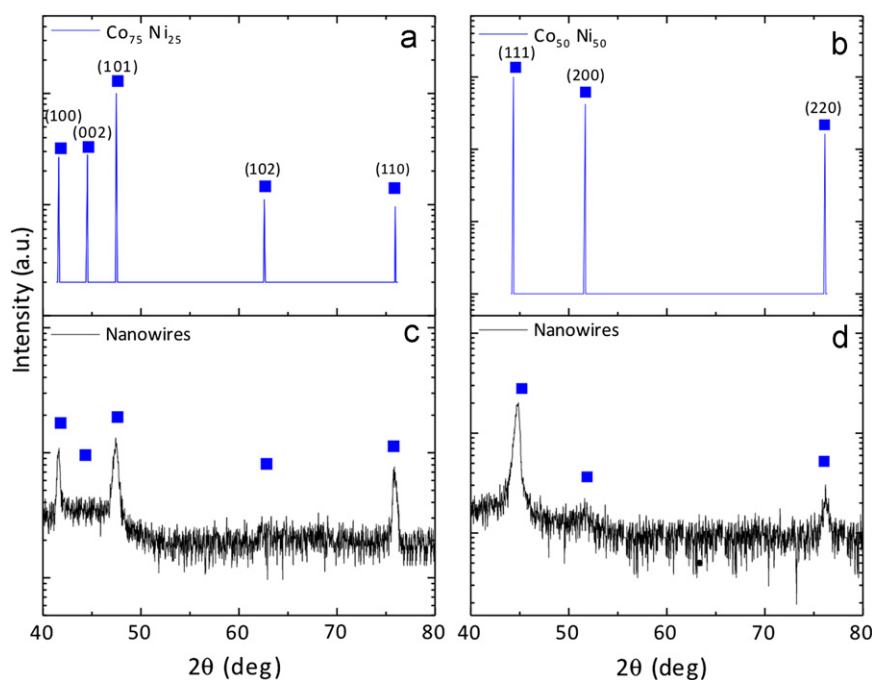 Co₇₅ Ni₂₅
a
(101)
(100)
(002)
(102)
(110)
Co₅₀ Ni₅₀
b
(111)
(200)
(220)
Intensity (a.u.)
Nanowires
c
Nanowires
d
40 50 60 70 80
40 50 60 70 80
2θ (deg)
2θ (deg)